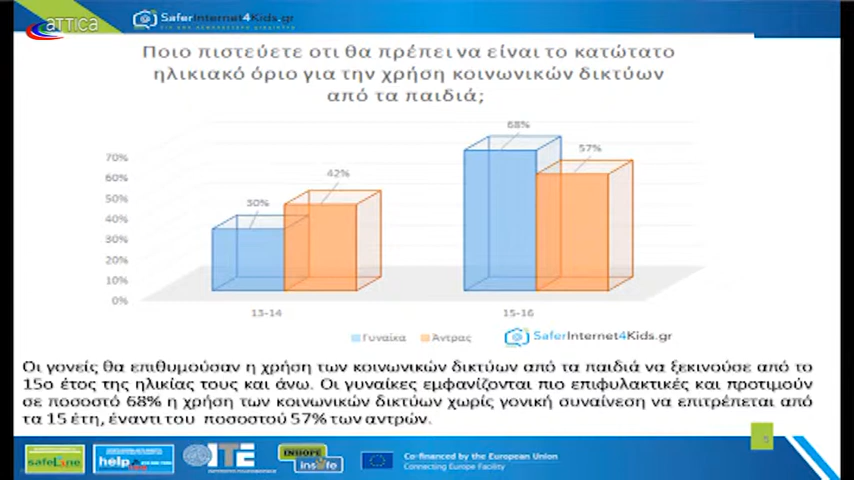 aττica
SaferInternet4Kids.gr
Ποιο πιστεύετε οτι θα πρέπει να είναι το κατώτατο
ηλικιακό όριο για την χρήση κοινωνικών δικτύων
από τα παιδιά;
70%
60%
50%
40%
30%
20%
10%
0%
30%
42%
68%
57%
13-14
15-16
Γυναίκα
Άντρας
SaferInternet4Kids.gr
Οι γονείς θα επιθυμούσαν η χρήση των κοινωνικών δικτύων από τα παιδιά να ξεκινούσε από το
15ο έτος της ηλικίας τους και άνω. Οι γυναίκες εμφανίζονται πιο επιφυλακτικές και προτιμούν
σε ποσοστό 68% η χρήση των κοινωνικών δικτύων χωρίς γονική συναίνεση να επιτρέπεται από
τα 15 έτη, έναντι του ποσοστού 57% των αντρών.
5
safeLine
help
ΙΤΕ
INHOPE
insafe
Co-financed by the European Union
Connecting Europe Facility